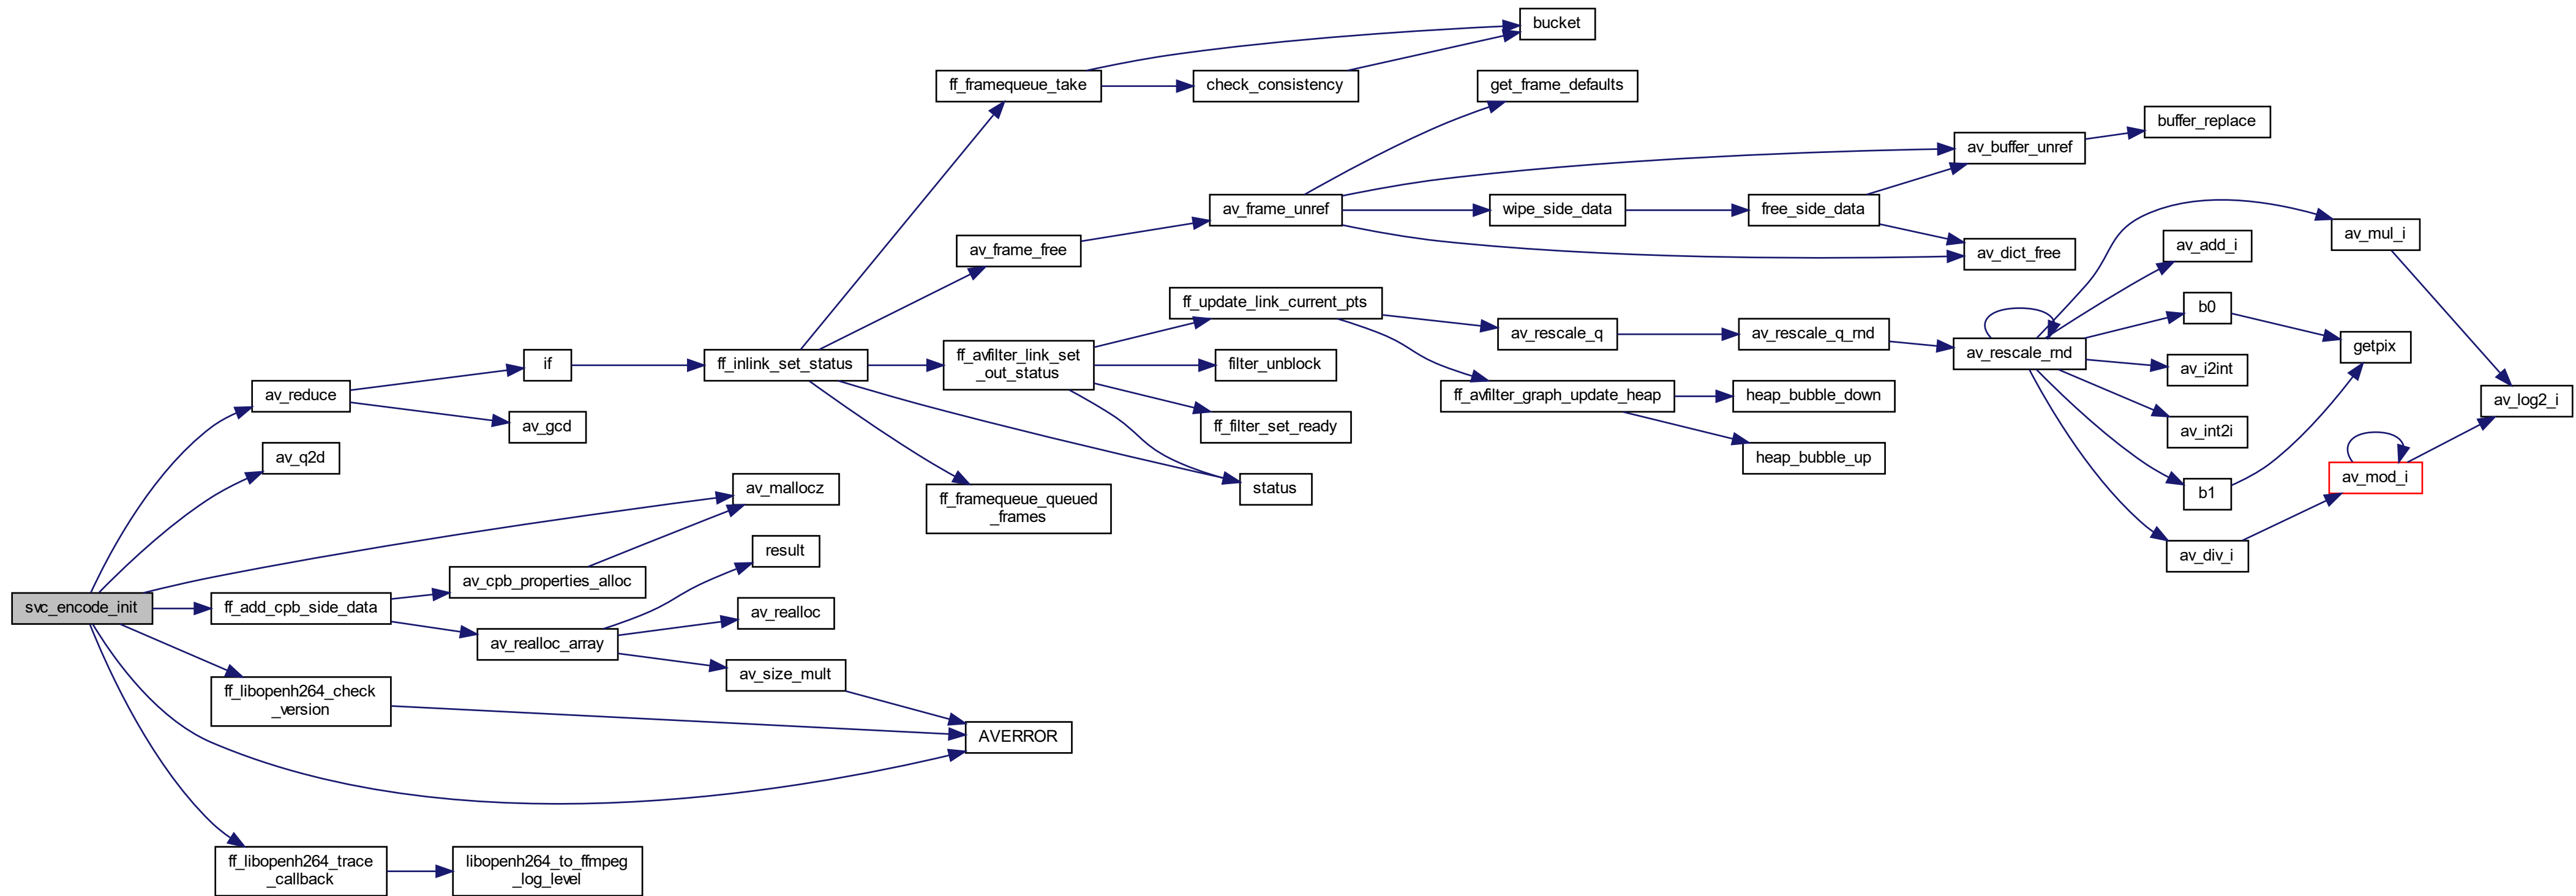 bucket
ff_framequeue_take
check_consistency
get_frame_defaults
buffer_replace
av_buffer_unref
av_frame_unref
wipe_side_data
free_side_data
av_mul_i
av_frame_free
av_dict_free
av_add_i
ff_update_link_current_pts
b0
av_rescale_q
av_rescale_q_rnd
getpix
if
ff_inlink_set_status
ff_avfilter_link_set
_out_status
filter_unblock
av_rescale_rnd
av_i2int
av_reduce
ff_avfilter_graph_update_heap
heap_bubble_down
av_log2_i
av_gcd
ff_filter_set_ready
av_int2i
av_q2d
heap_bubble_up
av_mod_i
av_mallocz
status
b1
ff_framequeue_queued
_frames
result
av_div_i
av_cpb_properties_alloc
svc_encode_init
ff_add_cpb_side_data
av_realloc
av_realloc_array
av_size_mult
ff_libopenh264_check
_version
AVERROR
ff_libopenh264_trace
_callback
libopenh264_to_ffmpeg
_log_level